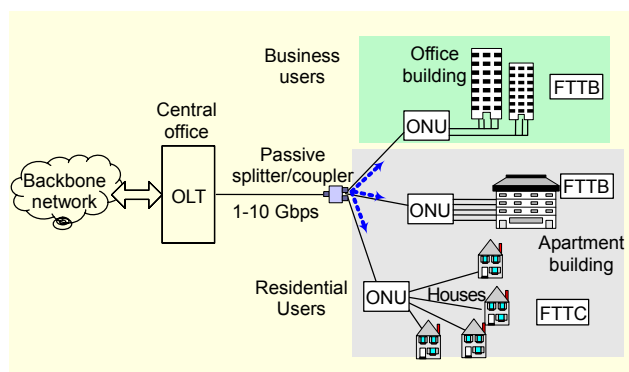 Business
users
Office
building
FTTB
Central
office
ONU
Passive
splitter/coupler
Backbone
network
OLT
1-10 Gbps
ONU
FTTB
Apartment
building
Residential
Users
ONU
Houses
FTTC